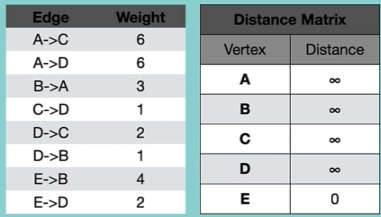 Edge Weight
A->C 6
A->D 6
B->A 3
C->D 1
D->C 2
D->B 1
E->B 4
E->D 2
Distance Matrix
Vertex Distance
A ∞
B ∞
C ∞
D ∞
E 0